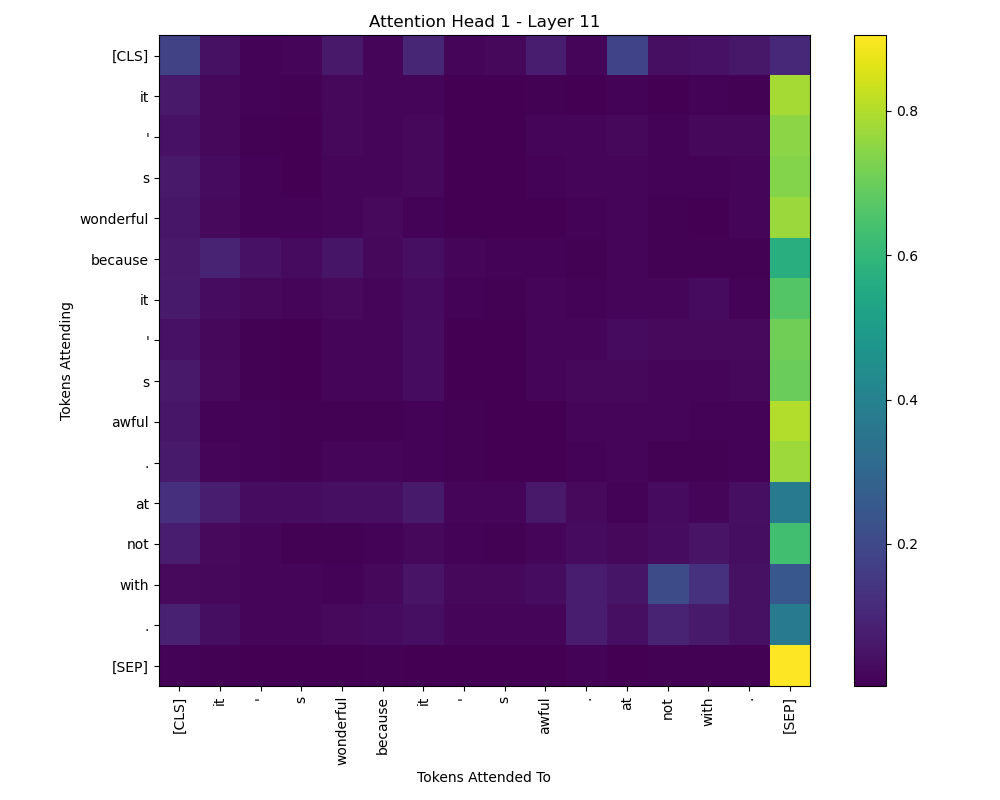 Attention Head 1 - Layer 11
[CLS]
it
'
s
wonderful
because
it
'
s
awful
.
at
not
with
.
[SEP]
Tokens Attending
[CLS]
it
'
s
wonderful
because
it
'
s
awful
.
at
not
with
.
[SEP]
Tokens Attended To
0.8
0.6
0.4
0.2